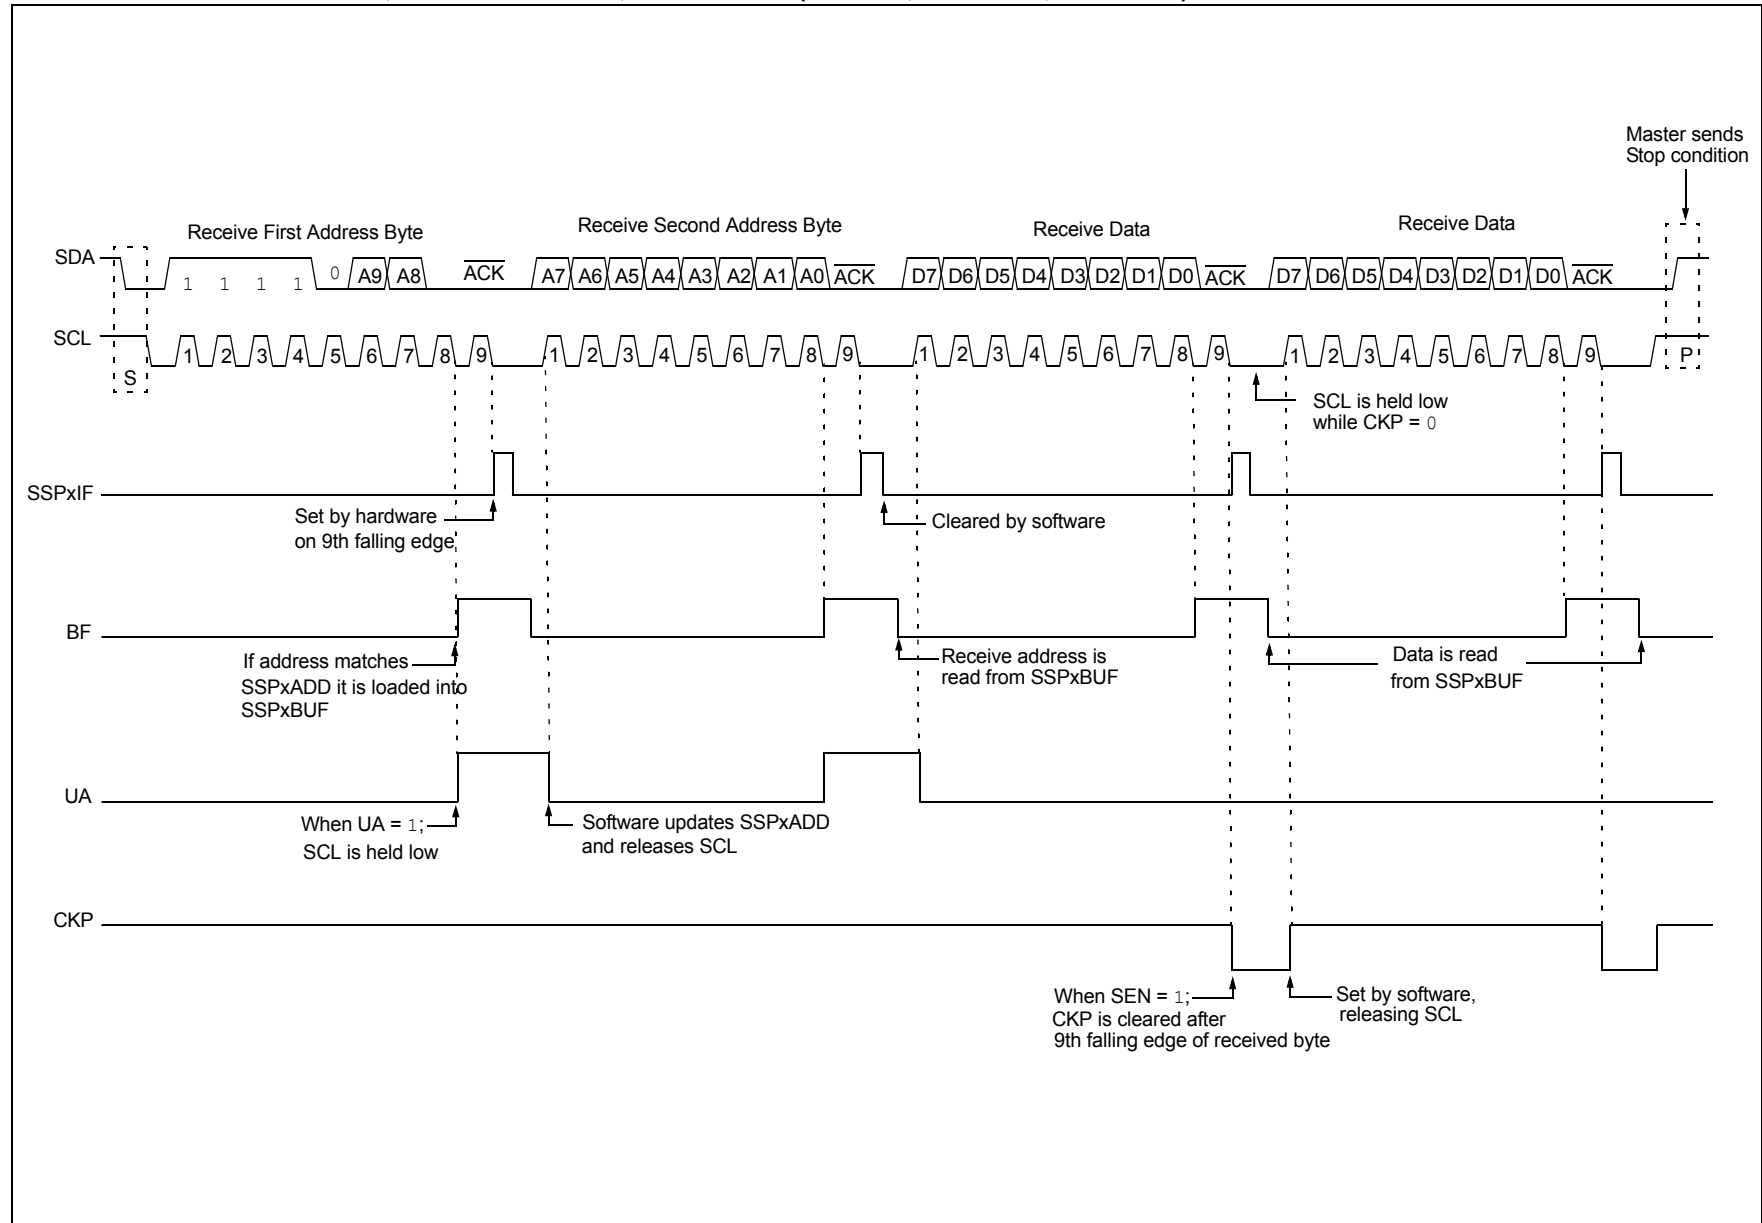 Master sends
Stop condition
Receive First Address Byte
Receive Second Address Byte
Receive Data
Receive Data
SDA
1 1 1 1 0 A9 A8 ACK A7 A6 A5 A4 A3 A2 A1 A0 ACK D7 D6 D5 D4 D3 D2 D1 D0 ACK D7 D6 D5 D4 D3 D2 D1 D0 ACK
SCL
S 1 2 3 4 5 6 7 8 9 1 2 3 4 5 6 7 8 9 1 2 3 4 5 6 7 8 9 1 2 3 4 5 6 7 8 9 P
SCL is held low
while CKP = 0
SSPxIF
Set by hardware
on 9th falling edge
Cleared by software
BF
If address matches
SSPxADD it is loaded into
SSPxBUF
Receive address is
read from SSPxBUF
Data is read
from SSPxBUF
UA
When UA = 1;
SCL is held low
Software updates SSPxADD
and releases SCL
CKP
When SEN = 1;
CKP is cleared after
9th falling edge of received byte
Set by software,
releasing SCL